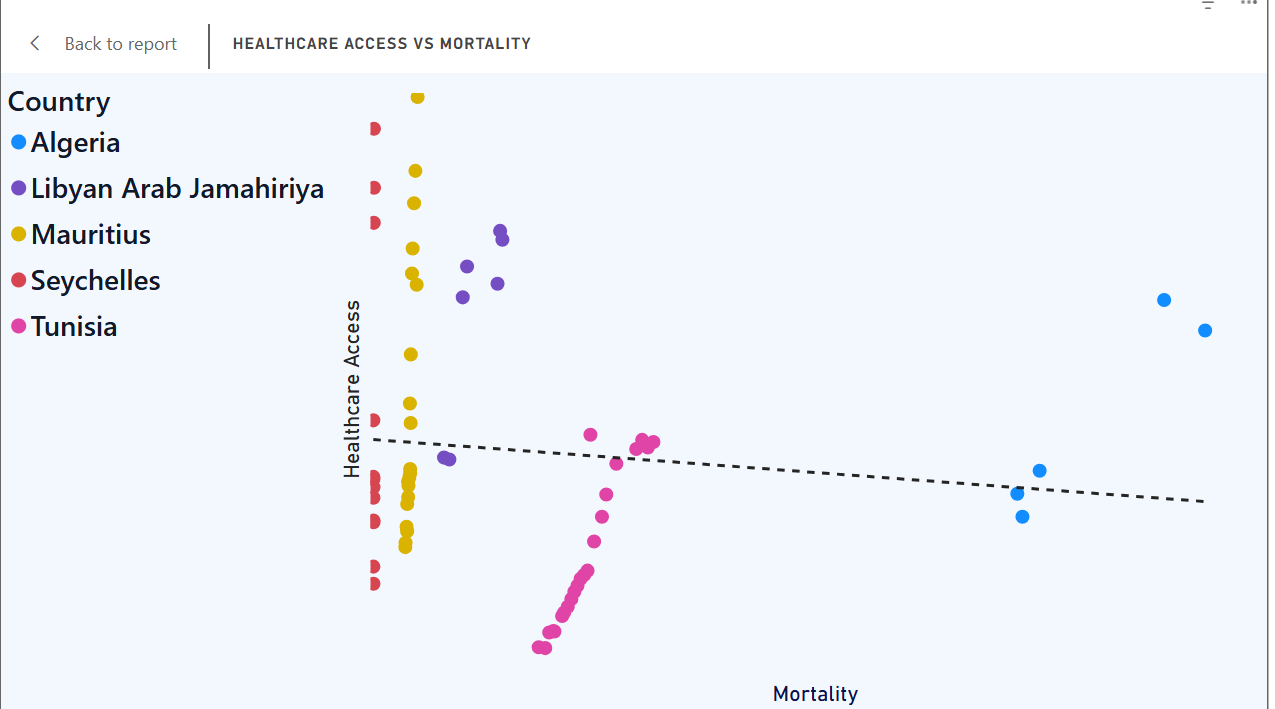 Back to report
HEALTHCARE ACCESS VS MORTALITY
Country
Algeria
Libyan Arab Jamahiriya
Mauritius
Seychelles
Tunisia
Healthcare Access
Mortality